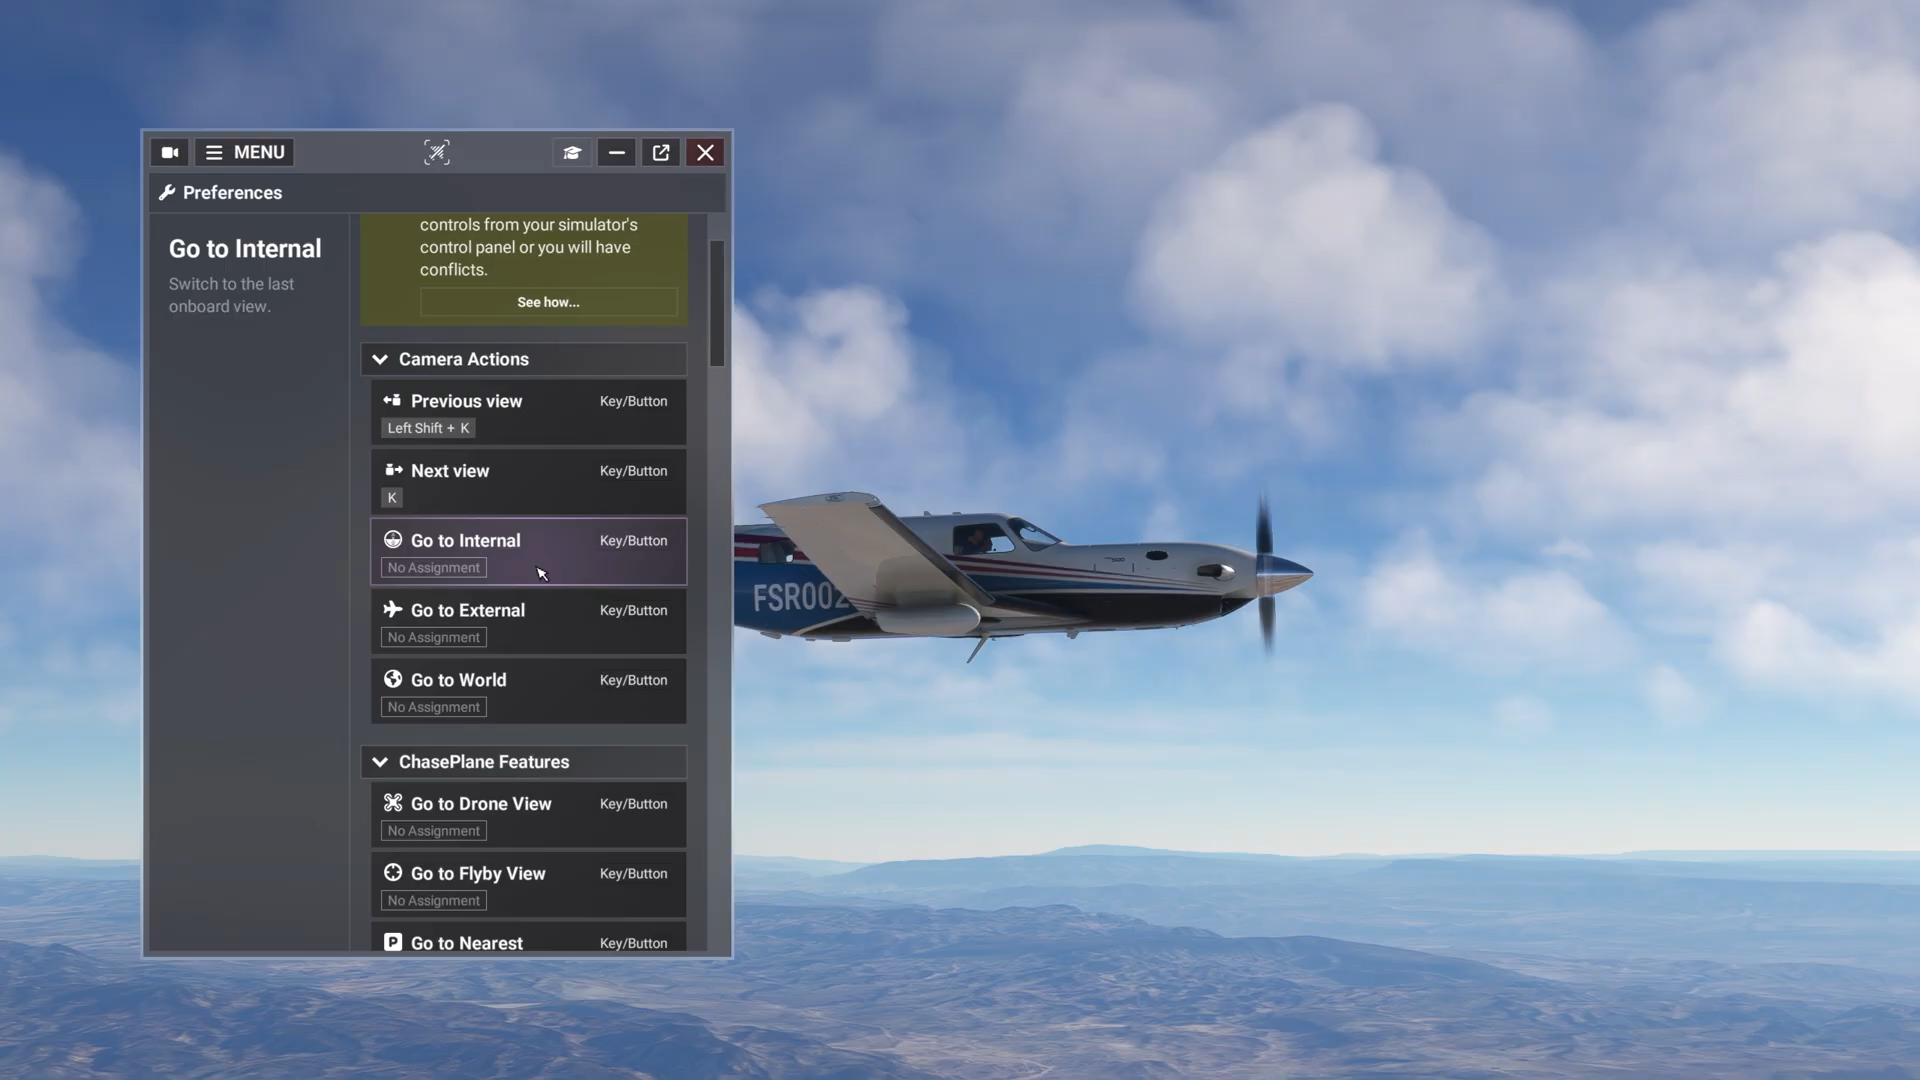 MENU
Preferences
Go to Internal
Switch to the last
onboard view.
controls from your simulator's
control panel or you will have
conflicts.
See how...
Camera Actions
Previous view Key/Button
Left Shift + K
Next view Key/Button
K
Go to Internal Key/Button
No Assignment
Go to External Key/Button
No Assignment
Go to World Key/Button
No Assignment
ChasePlane Features
Go to Drone View Key/Button
No Assignment
Go to Flyby View Key/Button
No Assignment
P Go to Nearest Key/Button